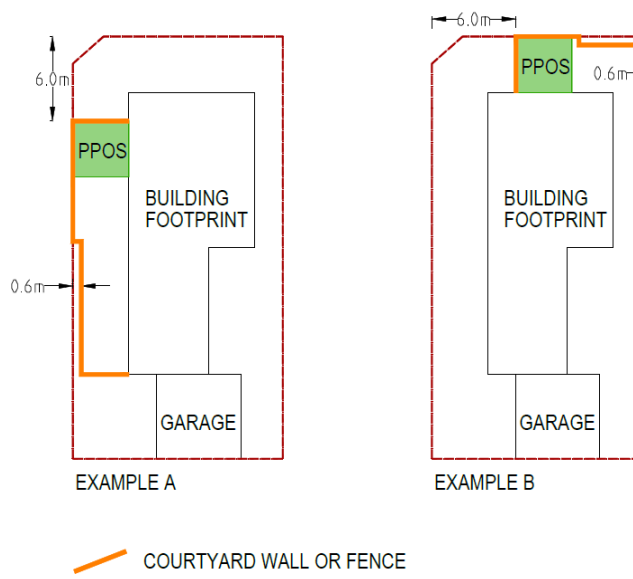 6.0m
PPOS
BUILDING
FOOTPRINT
0.6m
GARAGE
EXAMPLE A
6.0m
PPOS
0.6m
BUILDING
FOOTPRINT
GARAGE
EXAMPLE B
COURTYARD WALL OR FENCE